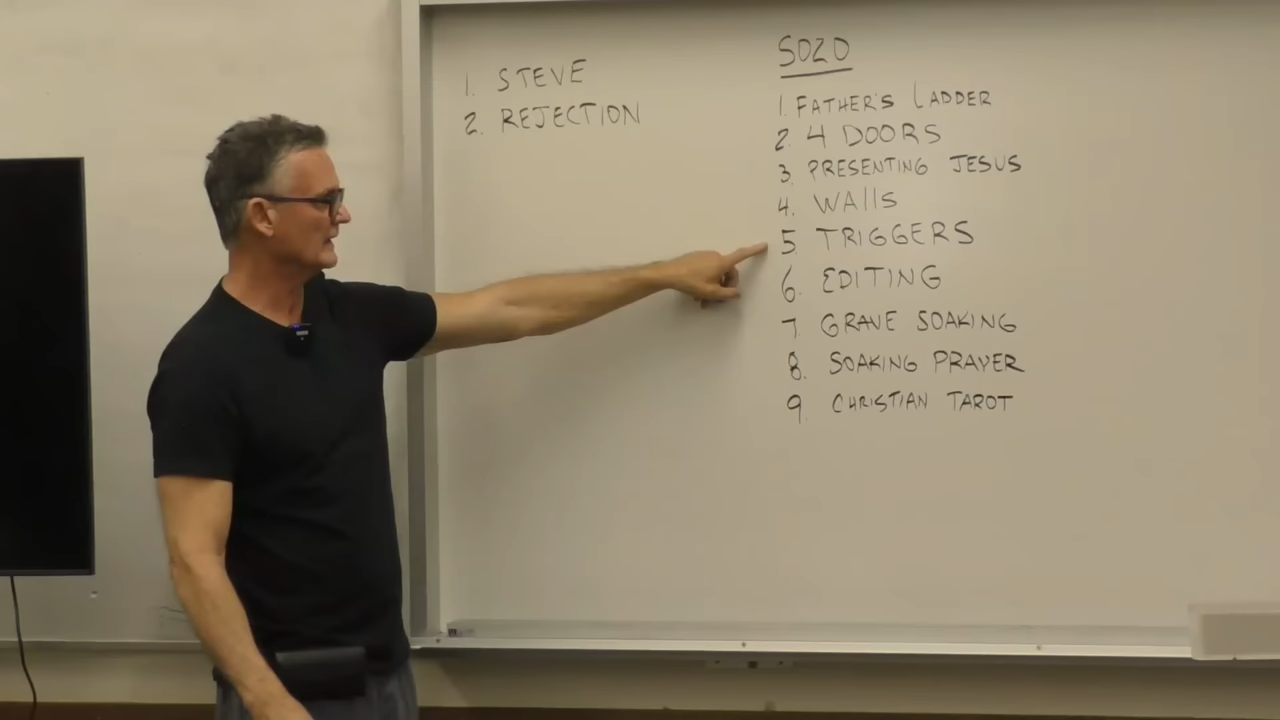 1. STEVE
2. REJECTION
SOZO
1. FATHER'S LADDER
2. 4 DOORS
3. PRESENTING JESUS
4. WAllS
5 TRIGGERS
6. EDITING
7 GRAVE SOAKING
8. SOAKING PRAYER
9. CHRISTIAN TAROT